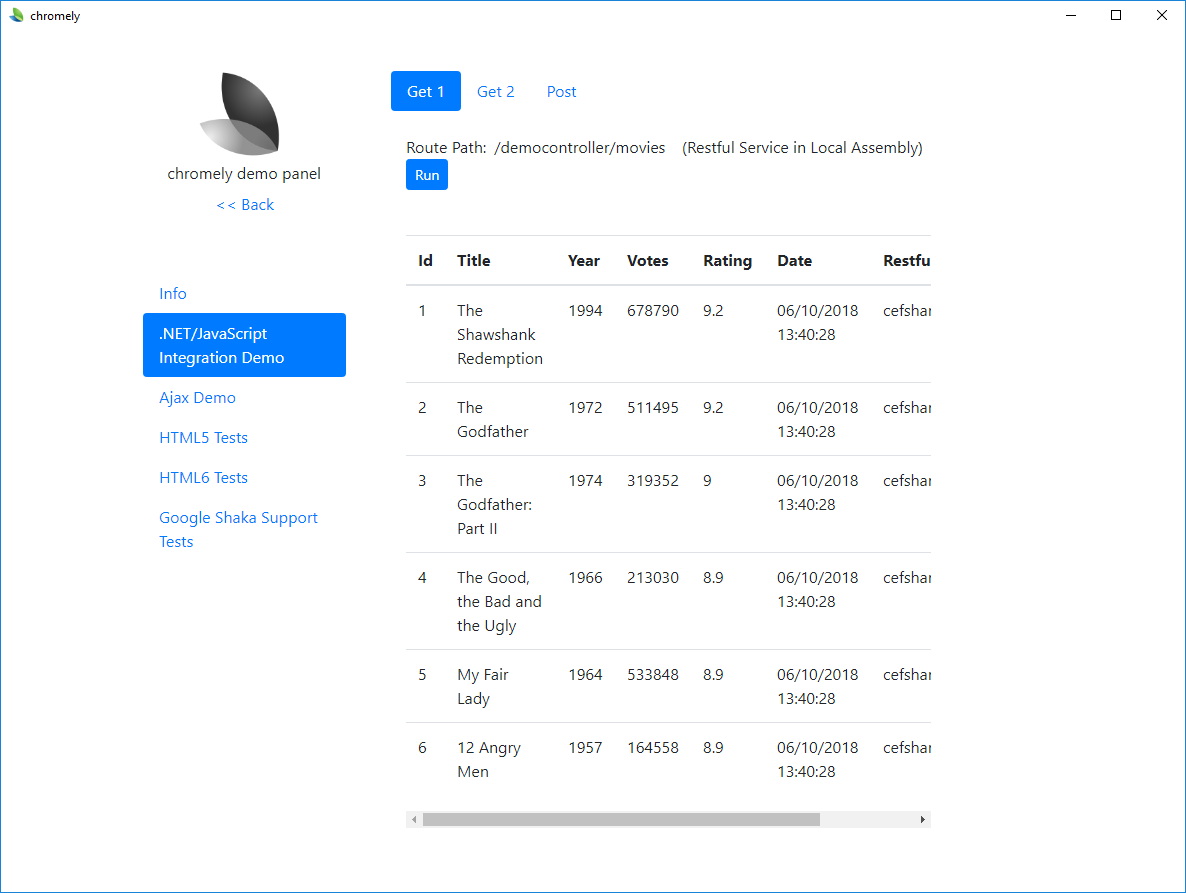 chromely
chromely demo panel
<< Back
Info
.NET/JavaScript
Integration Demo
Ajax Demo
HTML5 Tests
HTML6 Tests
Google Shaka Support
Tests
Get 1 Get 2 Post
Route Path: /democontroller/movies (Restful Service in Local Assembly)
Run
Id Title Year Votes Rating Date Restfu
1 The 1994 678790 9.2 06/10/2018 cefshar
Shawshank 13:40:28
Redemption
2 The 1972 511495 9.2 06/10/2018 cefshar
Godfather 13:40:28
3 The 1974 319352 9 06/10/2018 cefshar
Godfather: 13:40:28
Part II
4 The Good, 1966 213030 8.9 06/10/2018 cefshar
the Bad and 13:40:28
the Ugly
5 My Fair 1964 533848 8.9 06/10/2018 cefshar
Lady 13:40:28
6 12 Angry 1957 164558 8.9 06/10/2018 cefshar
Men 13:40:28